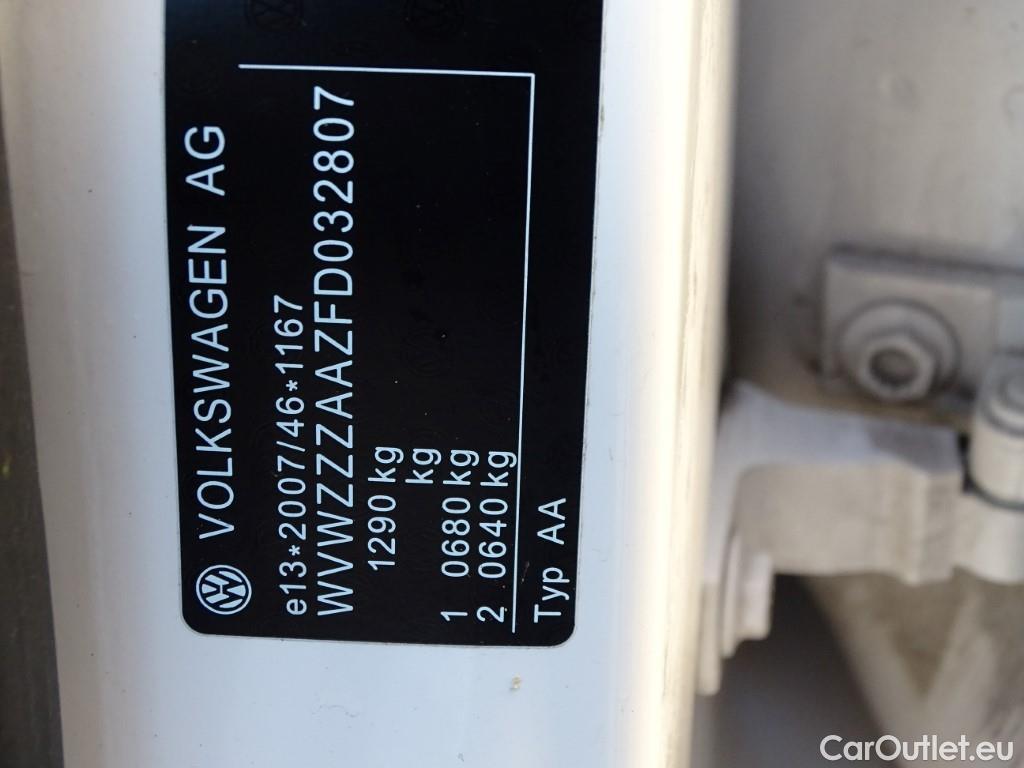 VOLKSWAGEN AG
e13*2007/46*1167
WVWZZZAAZFD032807
1290 kg
kg
1 0680 kg
2 0640 kg
Typ AA
CarOutlet.eu